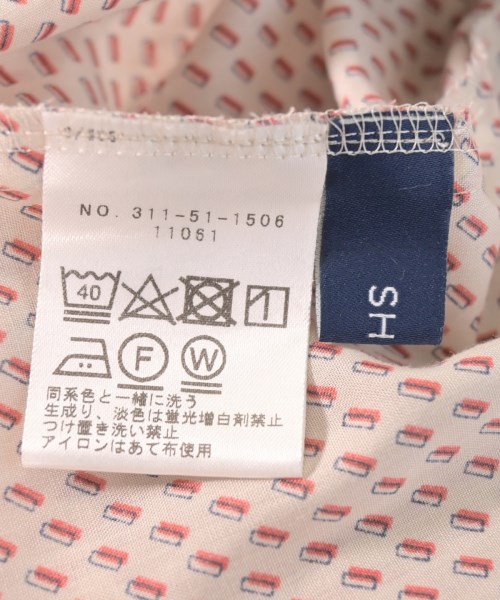 NO. 311-51-1506
11061
40
F
W
同系色と一緒に洗う
生成り、淡色は蛍光増白剤禁止
つけ置き洗い禁止
アイロンはあて布使用
SH